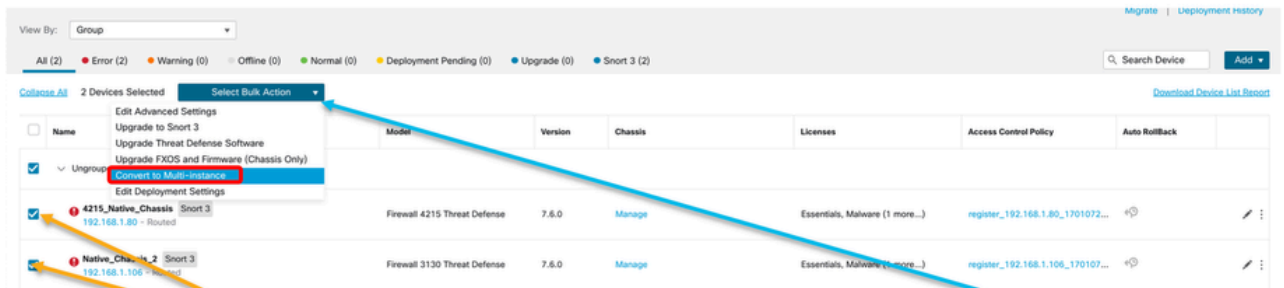 Migrate | Deployment History
View By: Group
All (2) Error (2) Warning (0) Offline (0) Normal (0) Deployment Pending (0) Upgrade (0) Snort 3 (2) Search Device Add
Collapse All 2 Devices Selected Select Bulk Action Download Device List Report
Edit Advanced Settings
Upgrade to Snort 3
Upgrade Threat Defense Software
Upgrade FXOS and Firmware (Chassis Only)
Convert to Multi-instance
Edit Deployment Settings
Name Model Version Chassis Licenses Access Control Policy Auto RollBack
Ungroup
4215_Native_Chassis Snort 3
192.168.1.80 - Routed
Firewall 4215 Threat Defense 7.6.0 Manage Essentials, Malware (1 more...) register_192.168.1.80_1701072...
Native_Chassis_2 Snort 3
192.168.1.106 - Routed
Firewall 3130 Threat Defense 7.6.0 Manage Essentials, Malware (1 more...) register_192.168.1.106_170107...